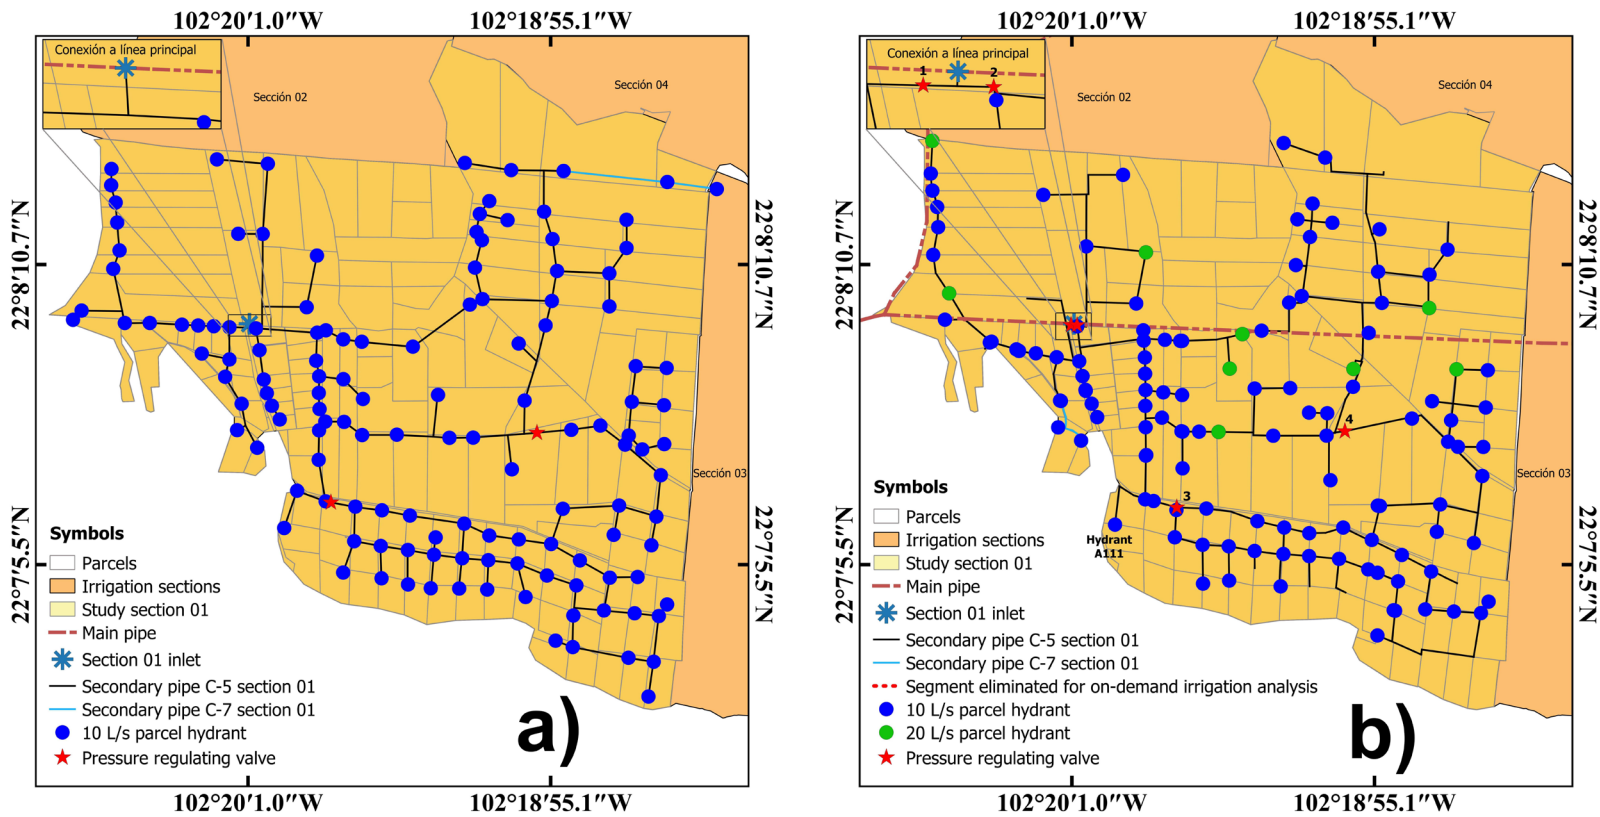 102°20'1.0"W
102°18'55.1"W
Conexión a línea principal
Sección 02
Sección 04
Sección 03
22°8'10.7"N
22°8'10.7"N
22°7'5.5"N
22°7'5.5"N
Symbols
Parcels
Irrigation sections
Study section 01
Main pipe
Section 01 inlet
Secondary pipe C-5 section 01
Secondary pipe C-7 section 01
10 L/s parcel hydrant
Pressure regulating valve
a)
102°20'1.0"W
102°18'55.1"W
102°20'1.0"W
102°18'55.1"W
Conexión a línea principal
1
2
Sección 02
Sección 04
Sección 03
22°8'10.7"N
22°8'10.7"N
22°7'5.5"N
22°7'5.5"N
4
3
Hydrant
A111
Symbols
Parcels
Irrigation sections
Study section 01
Main pipe
Section 01 inlet
Secondary pipe C-5 section 01
Secondary pipe C-7 section 01
Segment eliminated for on-demand irrigation analysis
10 L/s parcel hydrant
20 L/s parcel hydrant
Pressure regulating valve
b)
102°20'1.0"W
102°18'55.1"W